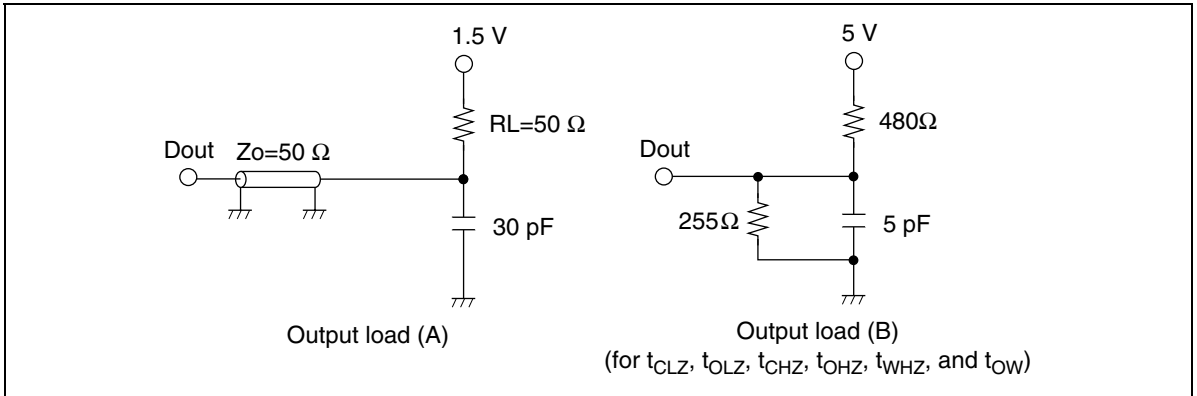 1.5 V
RL=50 Ω
Dout
Zo=50 Ω
30 pF
Output load (A)
5 V
480Ω
Dout
255Ω
5 pF
Output load (B)
(for tCLZ, tOLZ, tCHZ, tOHZ, tWHZ, and tOW)